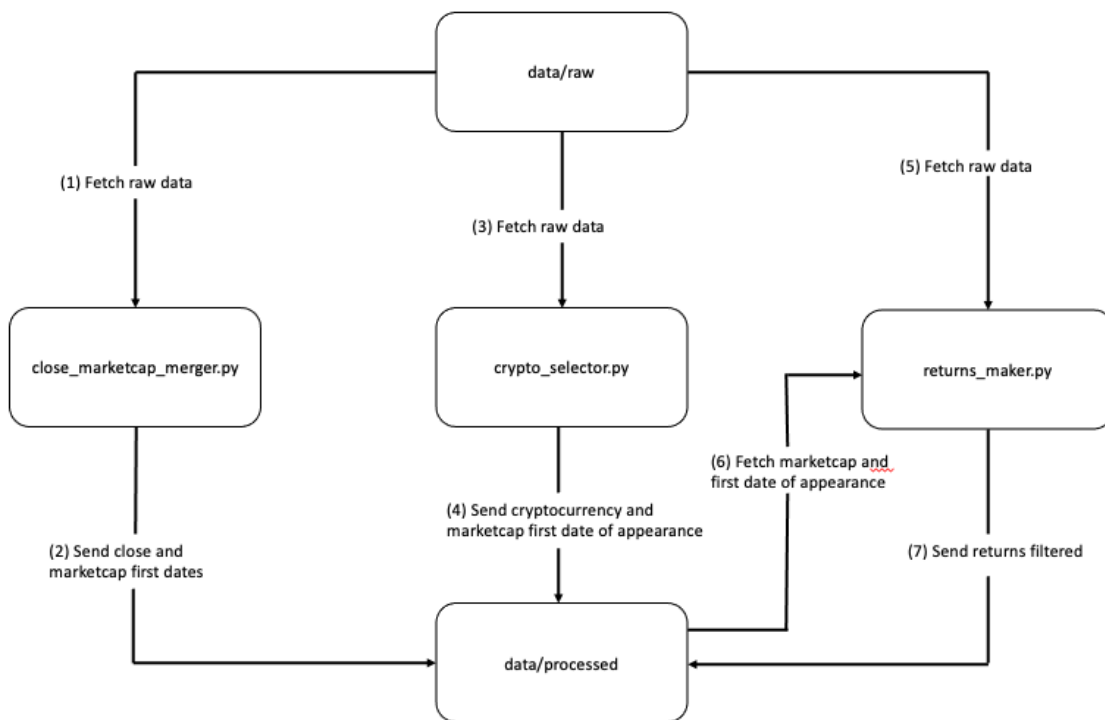 data/raw
(1) Fetch raw data
(3) Fetch raw data
(5) Fetch raw data
close_marketcap_merger.py
crypto_selector.py
returns_maker.py
(6) Fetch marketcap and
first date of appearance
(4) Send cryptocurrency and
marketcap first date of appearance
(2) Send close and
marketcap first dates
(7) Send returns filtered
data/processed